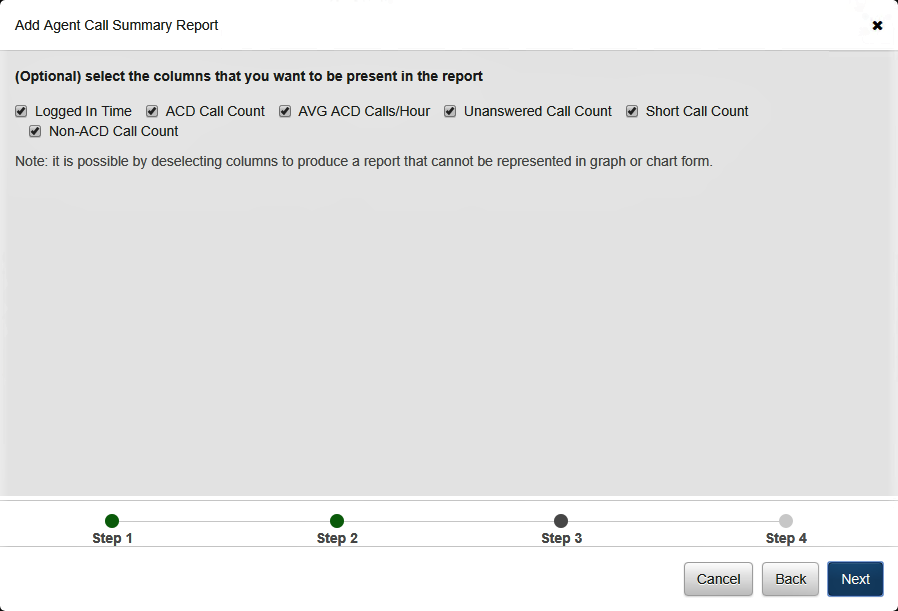 Add Agent Call Summary Report
(Optional) select the columns that you want to be present in the report
Logged In Time ACD Call Count AVG ACD Calls/Hour Unanswered Call Count Short Call Count
Non-ACD Call Count
Note: it is possible by deselecting columns to produce a report that cannot be represented in graph or chart form.
Step 1 Step 2 Step 3 Step 4
Cancel Back Next